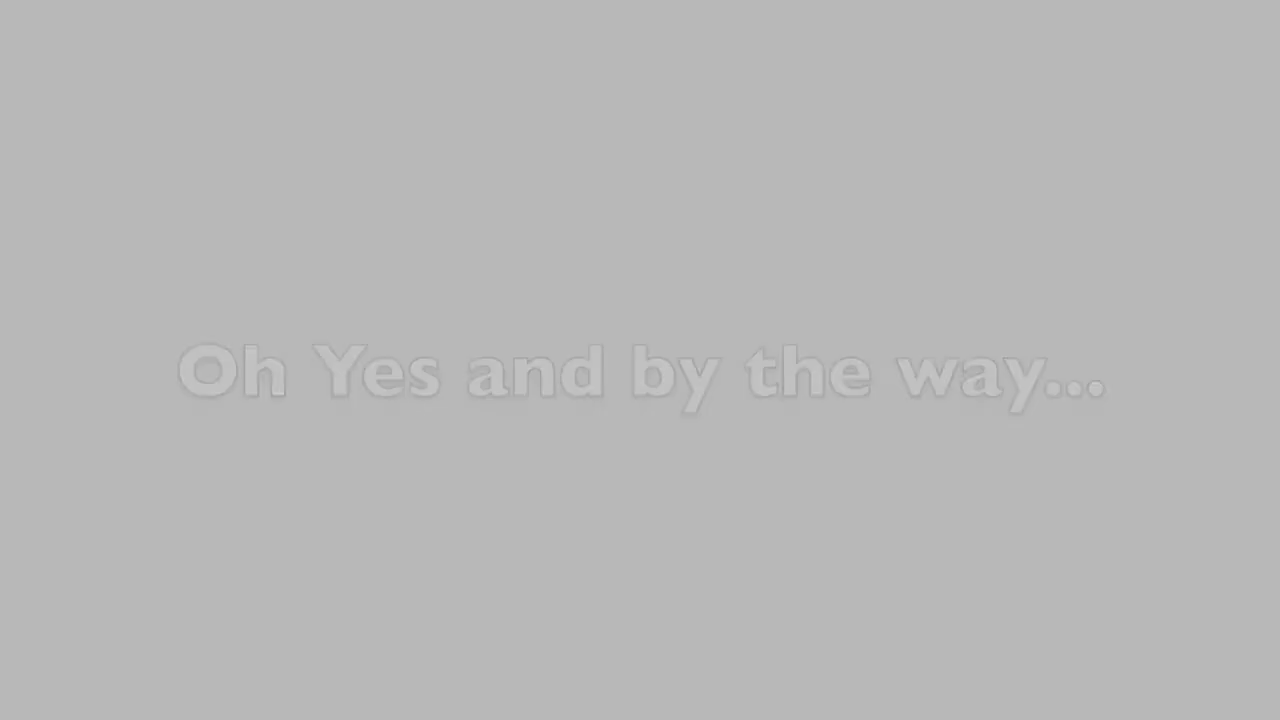 Oh Yes and by the way...